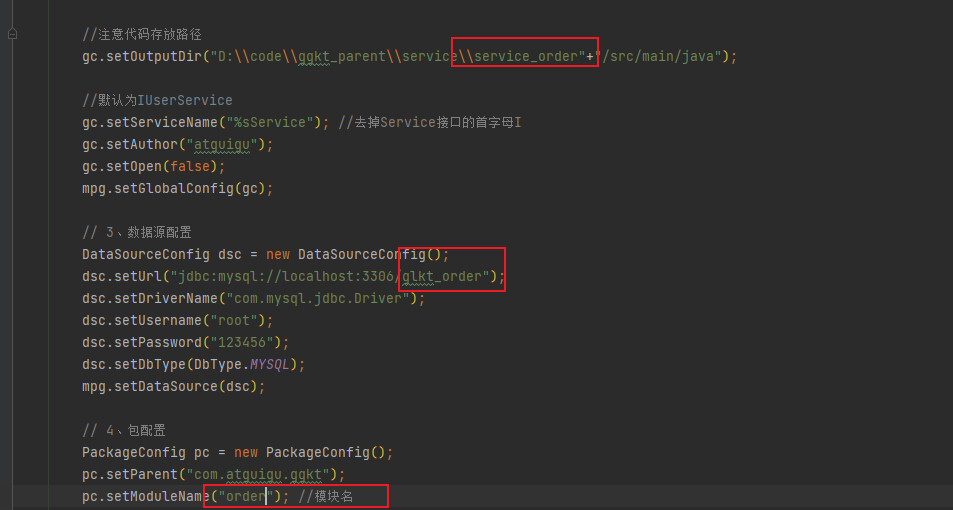 //注意代码存放路径
gc.setOutputDir("D:\\code\\ggkt_parent\\service\\service_order"+"/src/main/java");
//默认为IUserService
gc.setServiceName("%sService"); //去掉Service接口的首字母I
gc.setAuthor("atguigu");
gc.setOpen(false);
mpg.setGlobalConfig(gc);
// 3、数据源配置
DataSourceConfig dsc = new DataSourceConfig();
dsc.setUrl("jdbc:mysql://localhost:3306/glkt_order");
dsc.setDriverName("com.mysql.jdbc.Driver");
dsc.setUsername("root");
dsc.setPassword("123456");
dsc.setDbType(DbType.MYSQL);
mpg.setDataSource(dsc);
// 4、包配置
PackageConfig pc = new PackageConfig();
pc.setParent("com.atguigu.ggkt");
pc.setModuleName("order"); //模块名